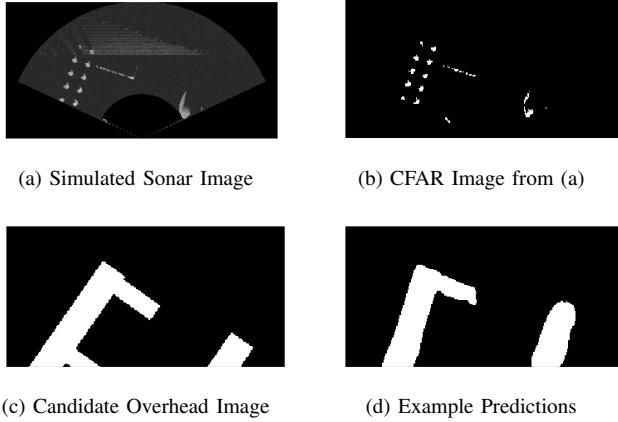 (a) Simulated Sonar Image
(b) CFAR Image from (a)
(c) Candidate Overhead Image
(d) Example Predictions